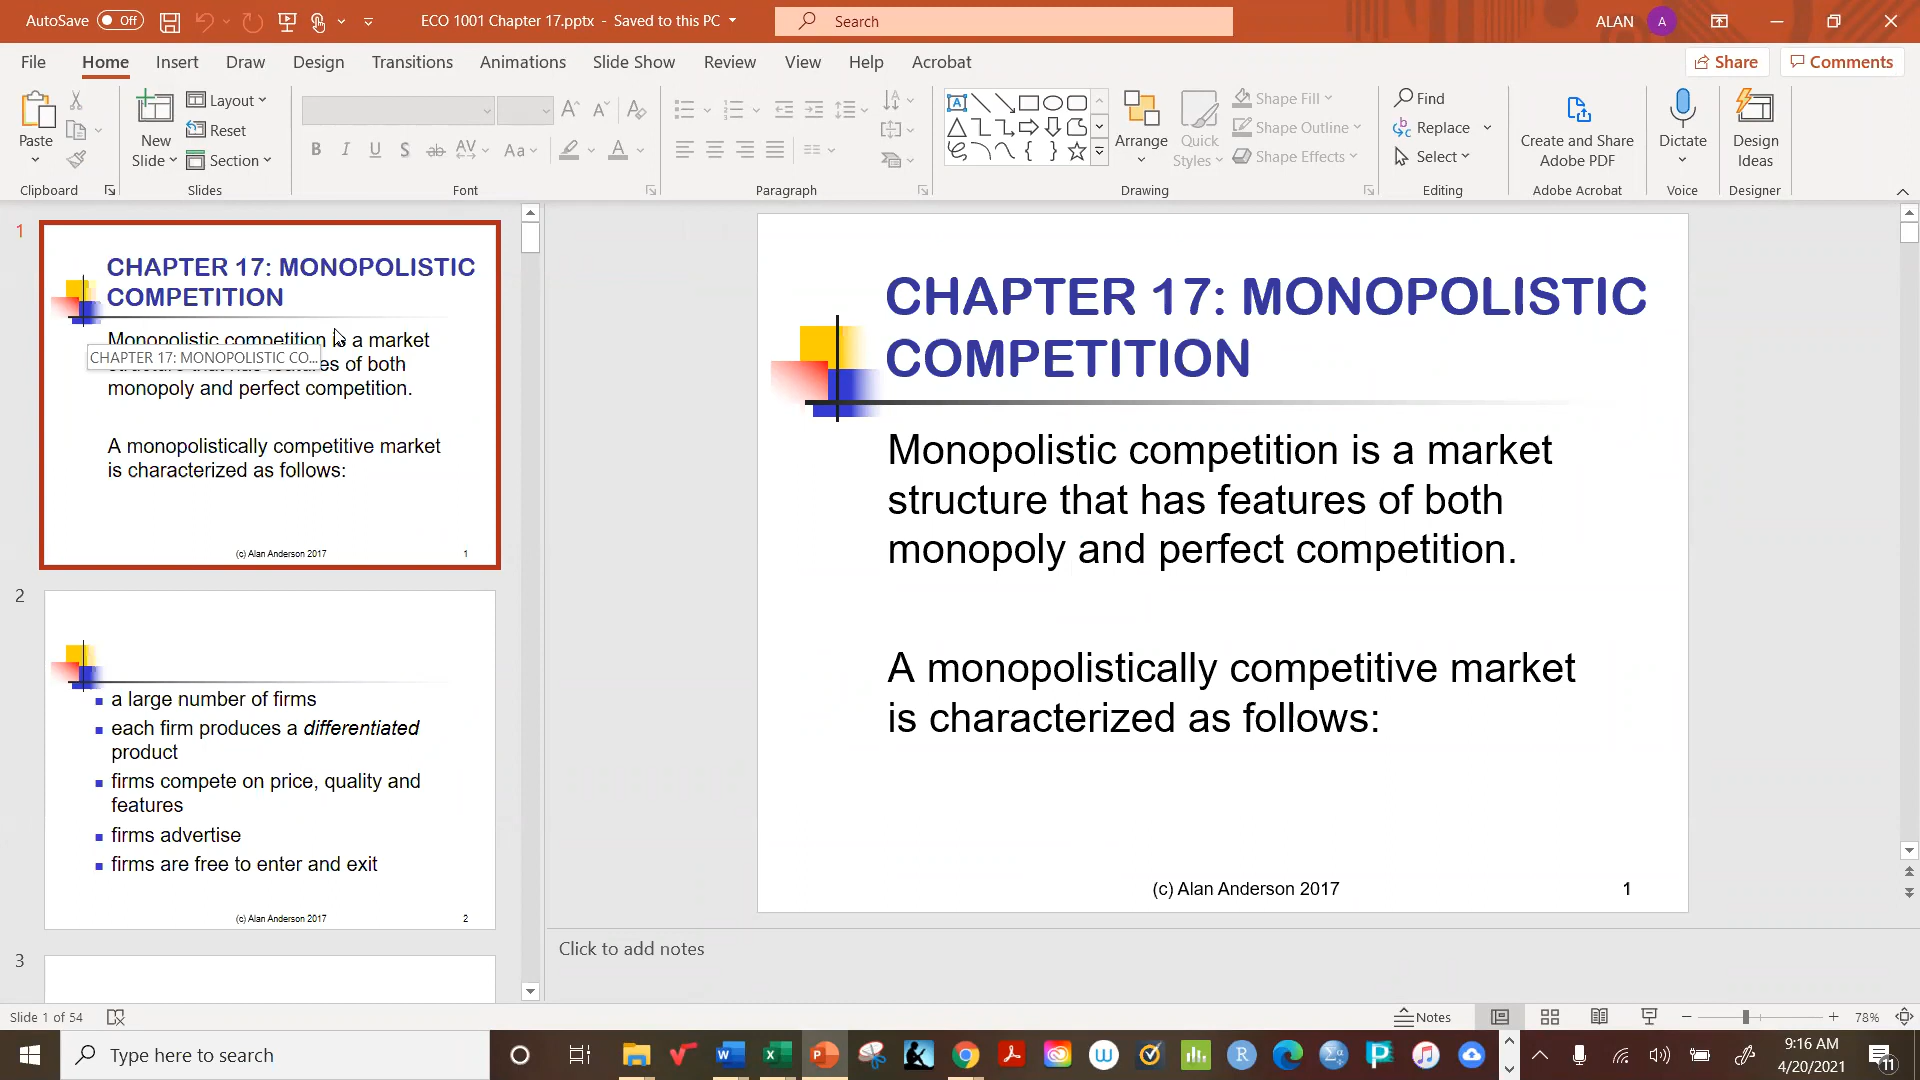 AutoSave Off
ECO 1001 Chapter 17.pptx - Saved to this PC
Search
ALAN A
File Home Insert Draw Design Transitions Animations Slide Show Review View Help Acrobat
Share Comments
Paste
Clipboard
New
Slide
Layout
Reset
Section
Slides
B I U S ab AV Aa A
Font
Paragraph
Arrange
Quick
Styles
Shape Fill
Shape Outline
Shape Effects
Drawing
Find
Replace
Select
Editing
Create and Share
Adobe PDF
Adobe Acrobat
Dictate
Voice
Design
Ideas
Designer
1
CHAPTER 17: MONOPOLISTIC
COMPETITION
Monopolistic competition is a market
CHAPTER 17: MONOPOLISTIC CO...
of both
monopoly and perfect competition.
A monopolistically competitive market
is characterized as follows:
(c) Alan Anderson 2017 1
2
a large number of firms
each firm produces a differentiated
product
firms compete on price, quality and
features
firms advertise
firms are free to enter and exit
(c) Alan Anderson 2017 2
3
CHAPTER 17: MONOPOLISTIC
COMPETITION
Monopolistic competition is a market
structure that has features of both
monopoly and perfect competition.
A monopolistically competitive market
is characterized as follows:
(c) Alan Anderson 2017 1
Click to add notes
Slide 1 of 54
Notes
78%
Type here to search
9:16 AM
4/20/2021
11